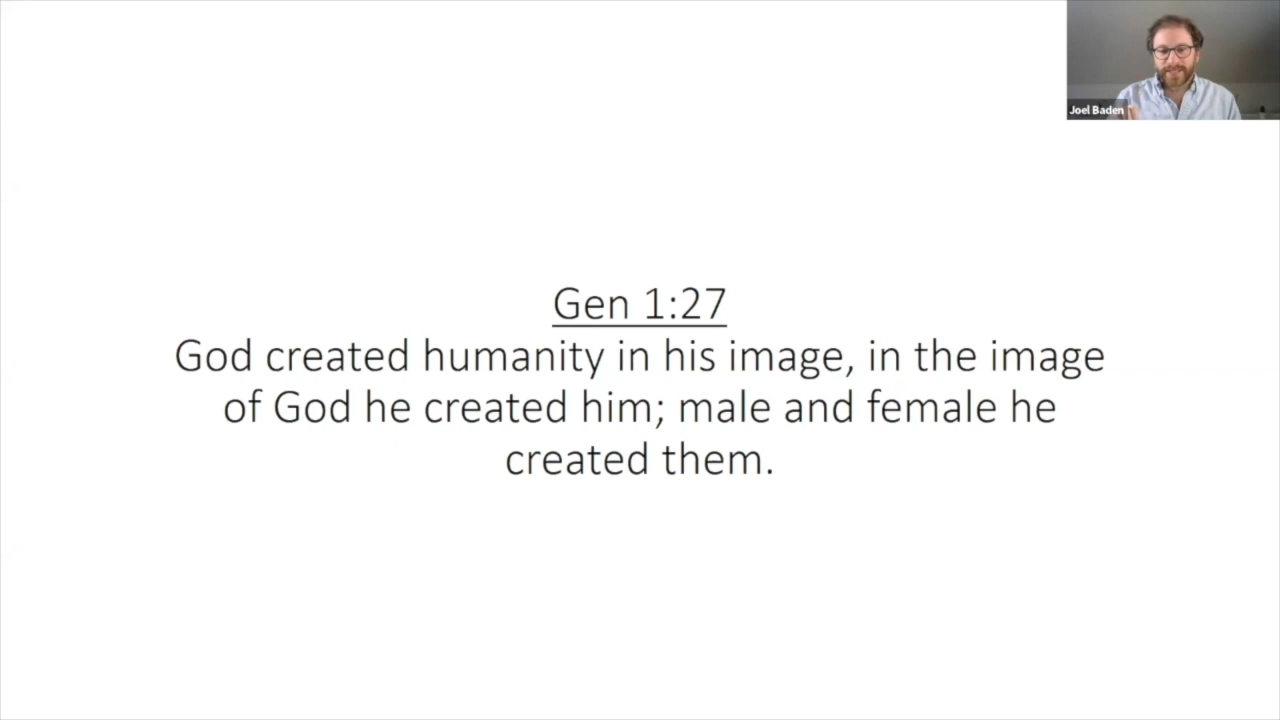 Joel Baden
Gen 1:27
God created humanity in his image, in the image
of God he created him; male and female he
created them.